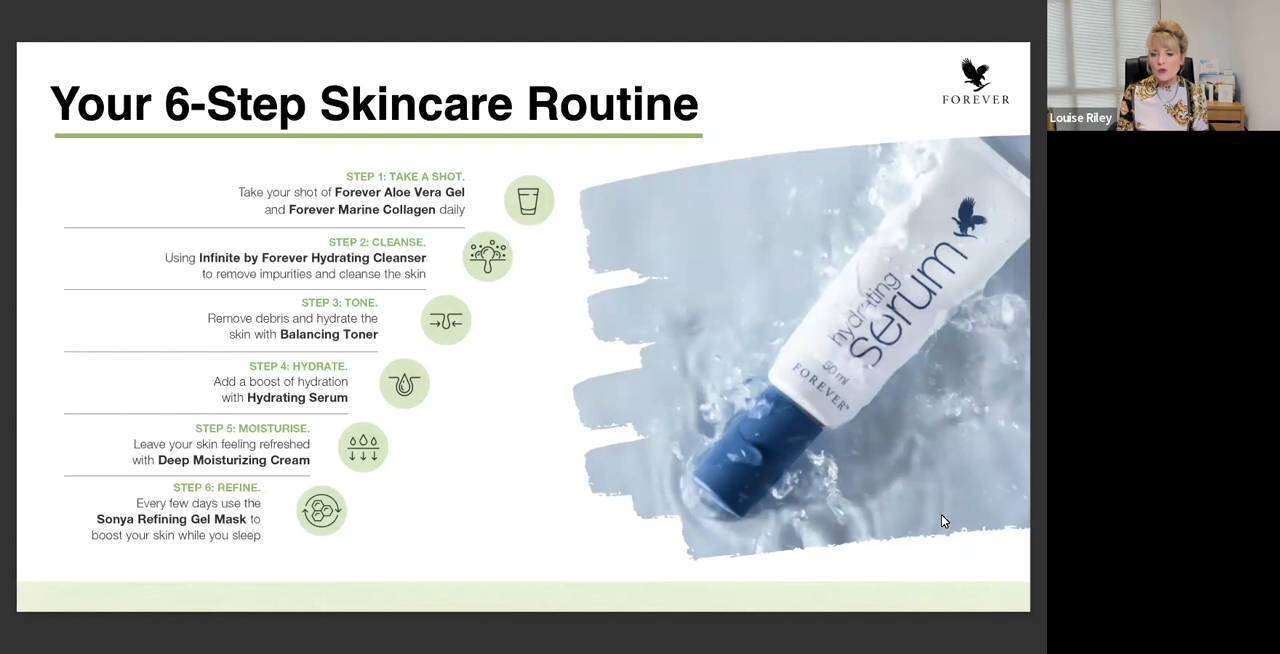 Your 6-Step Skincare Routine
FOREVER
STEP 1: TAKE A SHOT.
Take your shot of Forever Aloe Vera Gel
and Forever Marine Collagen daily
STEP 2: CLEANSE.
Using Infinite by Forever Hydrating Cleanser
to remove impurities and cleanse the skin
STEP 3: TONE.
Remove debris and hydrate the
skin with Balancing Toner
STEP 4: HYDRATE.
Add a boost of hydration
with Hydrating Serum
STEP 5: MOISTURISE.
Leave your skin feeling refreshed
with Deep Moisturizing Cream
STEP 6: REFINE.
Every few days use the
Sonya Refining Gel Mask to
boost your skin while you sleep
hydrating
serum
50 ml
FOREVER™
Louise Riley